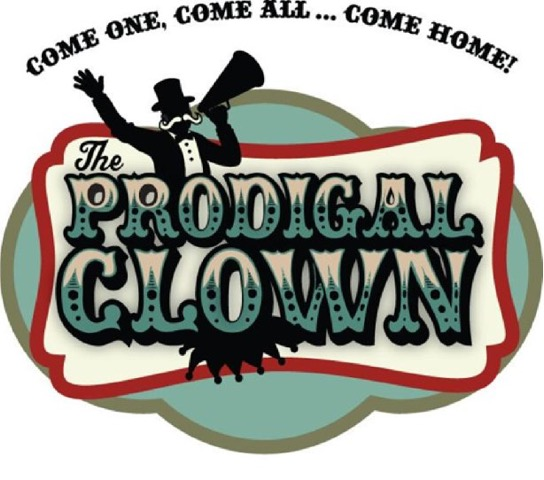 COME ONE, COME ALL ... COME HOME!
The
PRODIGAL
CLOWN